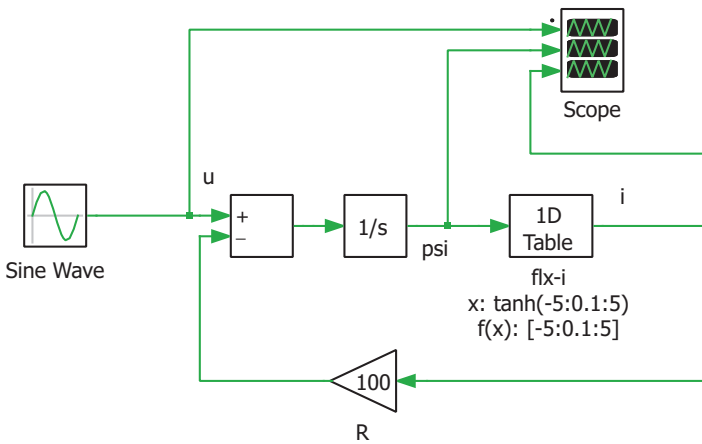 Scope
u
+
−
Sine Wave
1/s
psi
1D
Table
i
flx-i
x: tanh(-5:0.1:5)
f(x): [-5:0.1:5]
100
R